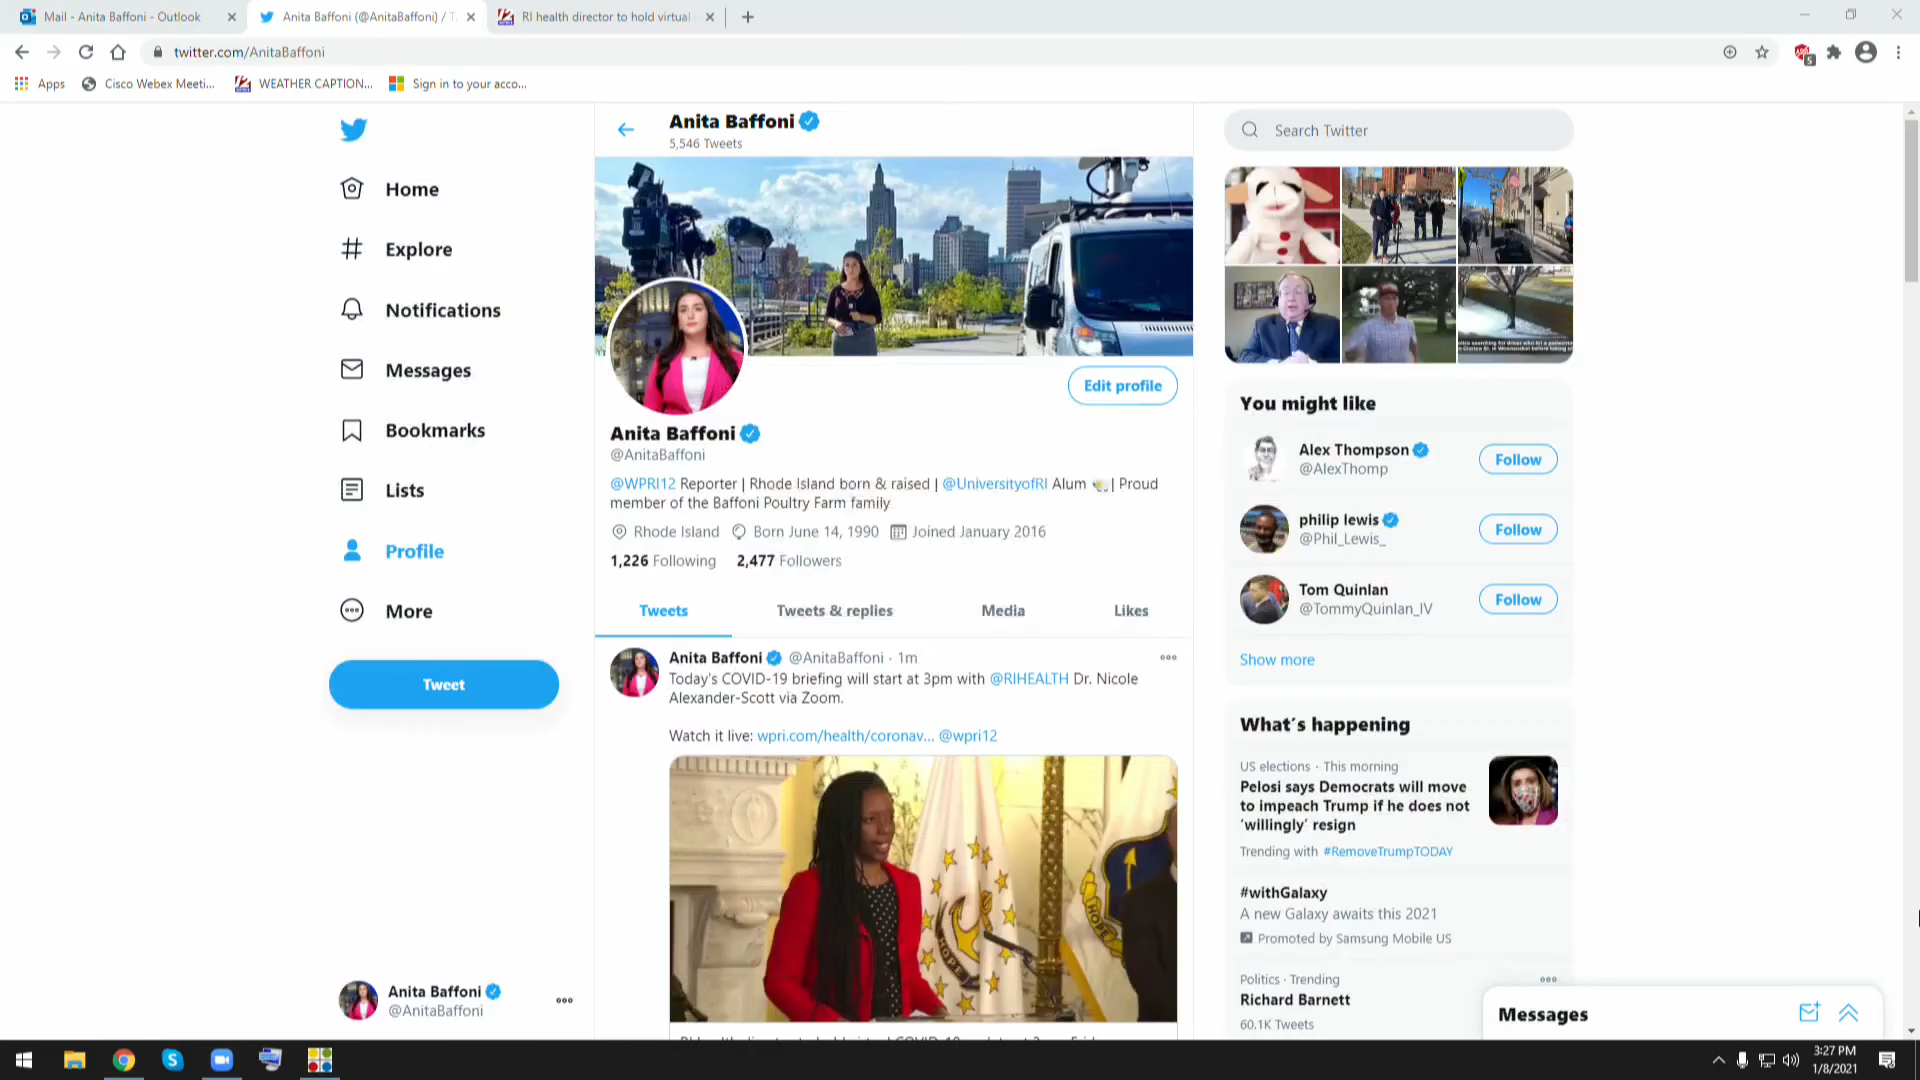 Mail - Anita Baffoni - Outlook
Anita Baffoni (@AnitaBaffoni) / T
RI health director to hold virtual
twitter.com/AnitaBaffoni
5
Apps
Cisco Webex Meeti...
WEATHER CAPTION...
Sign in to your acco...
Home
Explore
Notifications
Messages
Bookmarks
Lists
Profile
More
Tweet
Anita Baffoni
@AnitaBaffoni
Anita Baffoni
5,546 Tweets
Edit profile
Anita Baffoni
@AnitaBaffoni
@WPRI12 Reporter | Rhode Island born & raised | @UniversityofRI Alum | Proud
member of the Baffoni Poultry Farm family
Rhode Island Born June 14, 1990 Joined January 2016
1,226 Following 2,477 Followers
Tweets Tweets & replies Media Likes
Anita Baffoni @AnitaBaffoni · 1m
Today's COVID-19 briefing will start at 3pm with @RIHEALTH Dr. Nicole
Alexander-Scott via Zoom.
Watch it live: wpri.com/health/coronav... @wpri12
HOPE
HOPE
Search Twitter
You might like
Alex Thompson
@AlexThomp
Follow
philip lewis
@Phil_Lewis_
Follow
Tom Quinlan
@TommyQuinlan_IV
Follow
Show more
What's happening
US elections · This morning
Pelosi says Democrats will move
to impeach Trump if he does not
'willingly' resign
Trending with #RemoveTrumpTODAY
#withGalaxy
A new Galaxy awaits this 2021
Promoted by Samsung Mobile US
Politics · Trending
Richard Barnett
60.1K Tweets
Messages
3:27 PM
1/8/2021